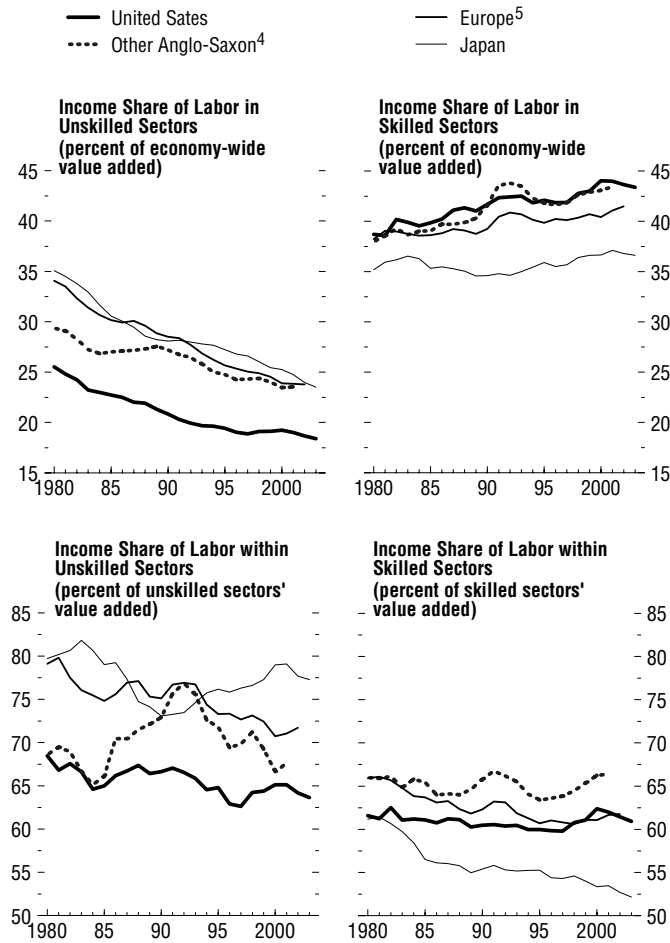 United Sates
Europe5
Other Anglo-Saxon4
Japan
Income Share of Labor in
Unskilled Sectors
(percent of economy-wide
value added)
45
40
35
30
25
20
15
1980 85 90 95 2000
Income Share of Labor in
Skilled Sectors
(percent of economy-wide
value added)
45
40
35
30
25
20
15
1980 85 90 95 2000
Income Share of Labor within
Unskilled Sectors
(percent of unskilled sectors'
value added)
85
80
75
70
65
60
55
50
1980 85 90 95 2000
Income Share of Labor within
Skilled Sectors
(percent of skilled sectors'
value added)
85
80
75
70
65
60
55
50
1980 85 90 95 2000